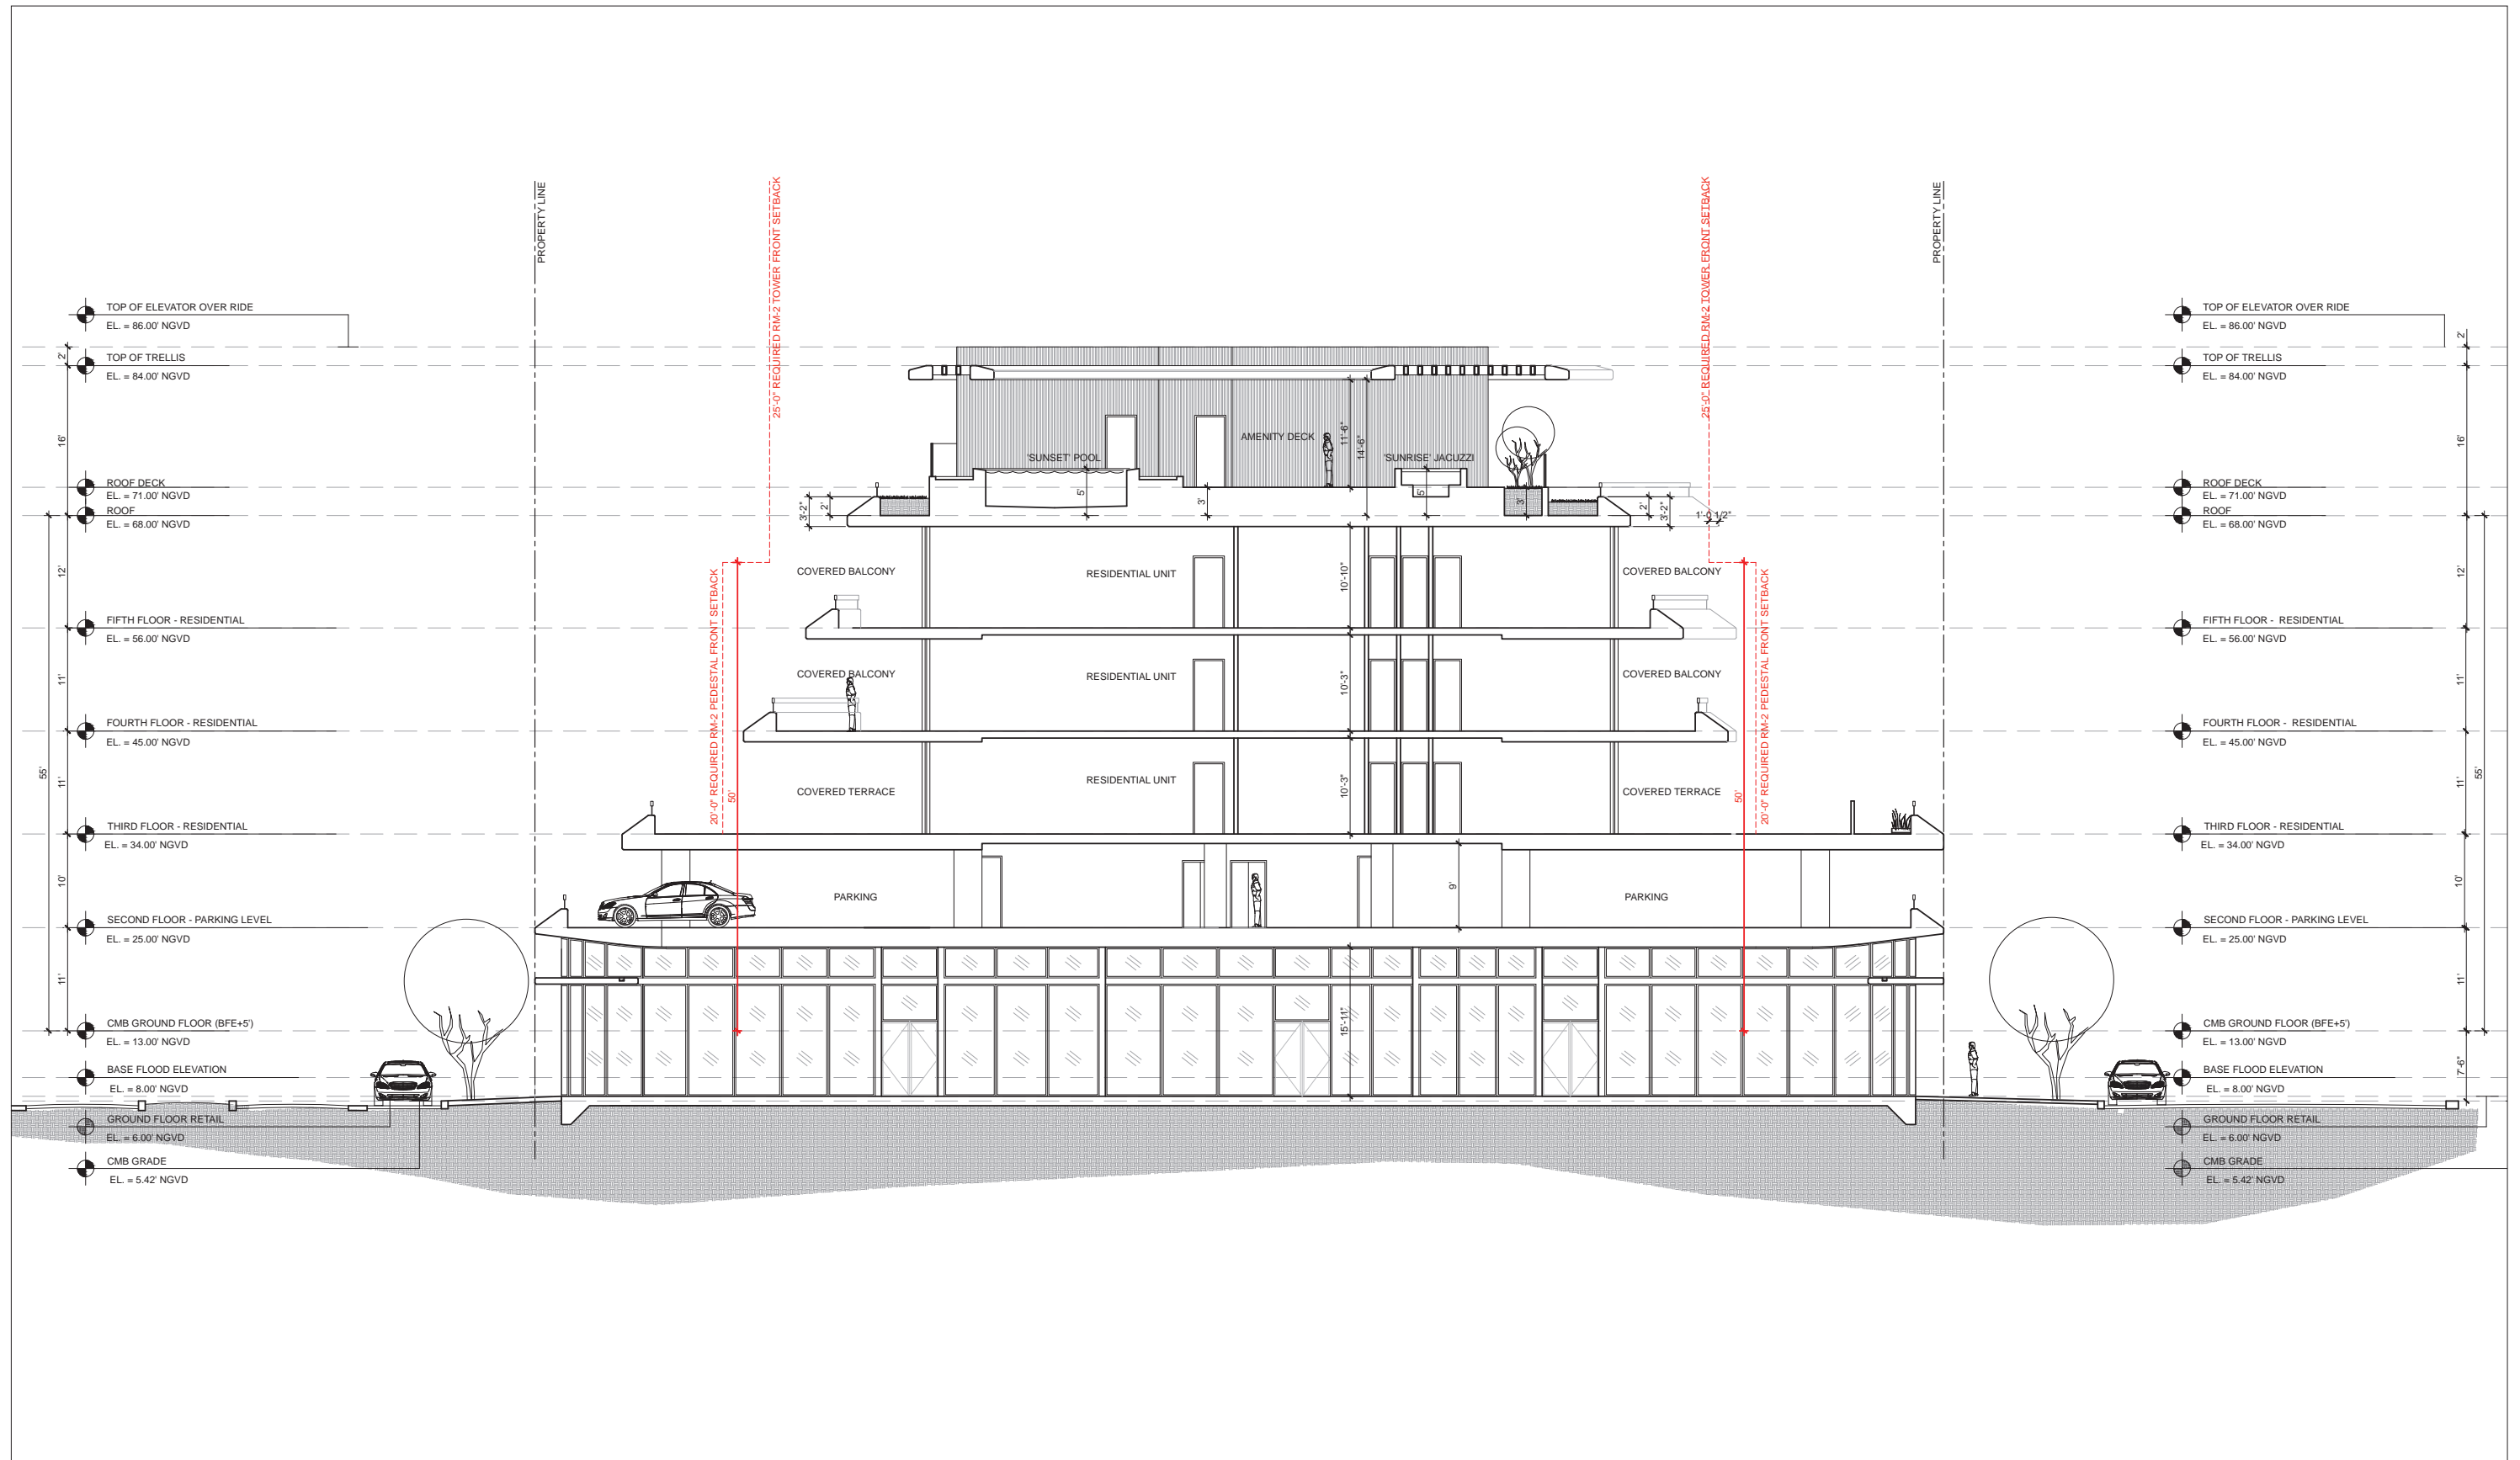 PROPERTY LINE
25'-0" REQUIRED RM-2 TOWER FRONT SETBACK
25'-0" REQUIRED RM-2 TOWER FRONT SETBACK
PROPERTY LINE
TOP OF ELEVATOR OVER RIDE
EL. = 86.00' NGVD
2'
TOP OF TRELLIS
EL. = 84.00' NGVD
16'
ROOF DECK
EL. = 71.00' NGVD
ROOF
EL. = 68.00' NGVD
12'
FIFTH FLOOR - RESIDENTIAL
EL. = 56.00' NGVD
11'
FOURTH FLOOR - RESIDENTIAL
EL. = 45.00' NGVD
55'
11'
THIRD FLOOR - RESIDENTIAL
EL. = 34.00' NGVD
10'
SECOND FLOOR - PARKING LEVEL
EL. = 25.00' NGVD
11'
CMB GROUND FLOOR (BFE+5')
EL. = 13.00' NGVD
BASE FLOOD ELEVATION
EL. = 8.00' NGVD
GROUND FLOOR RETAIL
EL. = 6.00' NGVD
CMB GRADE
EL. = 5.42' NGVD
AMENITY DECK
11'-6"
14'-6"
'SUNSET' POOL
'SUNRISE' JACUZZI
5'
3'
5'
3'
3'-2"
2'
2'
3'-2"
1'-0 1/2"
COVERED BALCONY
RESIDENTIAL UNIT
10'-10"
COVERED BALCONY
COVERED BALCONY
RESIDENTIAL UNIT
10'-3"
COVERED BALCONY
COVERED TERRACE
RESIDENTIAL UNIT
10'-3"
COVERED TERRACE
20'-0" REQUIRED RM-2 PEDESTAL FRONT SETBACK
50'
50'
20'-0" REQUIRED RM-2 PEDESTAL FRONT SETBACK
PARKING
9'
PARKING
15'-11"
TOP OF ELEVATOR OVER RIDE
EL. = 86.00' NGVD
2'
TOP OF TRELLIS
EL. = 84.00' NGVD
16'
ROOF DECK
EL. = 71.00' NGVD
ROOF
EL. = 68.00' NGVD
12'
FIFTH FLOOR - RESIDENTIAL
EL. = 56.00' NGVD
11'
FOURTH FLOOR - RESIDENTIAL
EL. = 45.00' NGVD
11'
55'
THIRD FLOOR - RESIDENTIAL
EL. = 34.00' NGVD
10'
SECOND FLOOR - PARKING LEVEL
EL. = 25.00' NGVD
11'
CMB GROUND FLOOR (BFE+5')
EL. = 13.00' NGVD
7'-6"
BASE FLOOD ELEVATION
EL. = 8.00' NGVD
GROUND FLOOR RETAIL
EL. = 6.00' NGVD
CMB GRADE
EL. = 5.42' NGVD